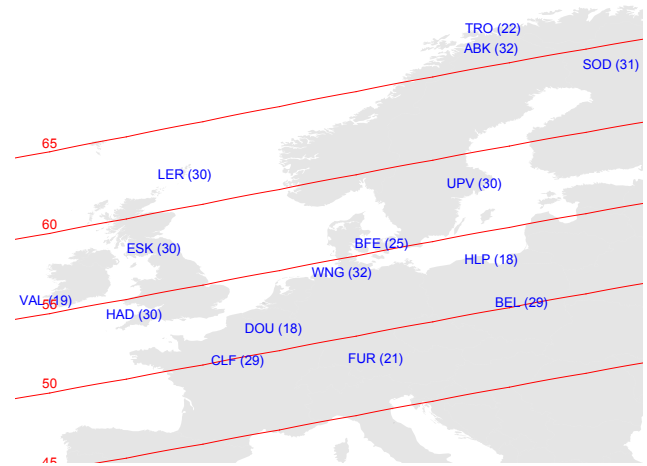 TRO (22)
ABK (32)
SOD (31)
65
LER (30)
UPV (30)
60
BFE (25)
ESK (30)
HLP (18)
WNG (32)
VAL (19)
55
BEL (29)
HAD (30)
DOU (18)
CLF (29)
FUR (21)
50
45